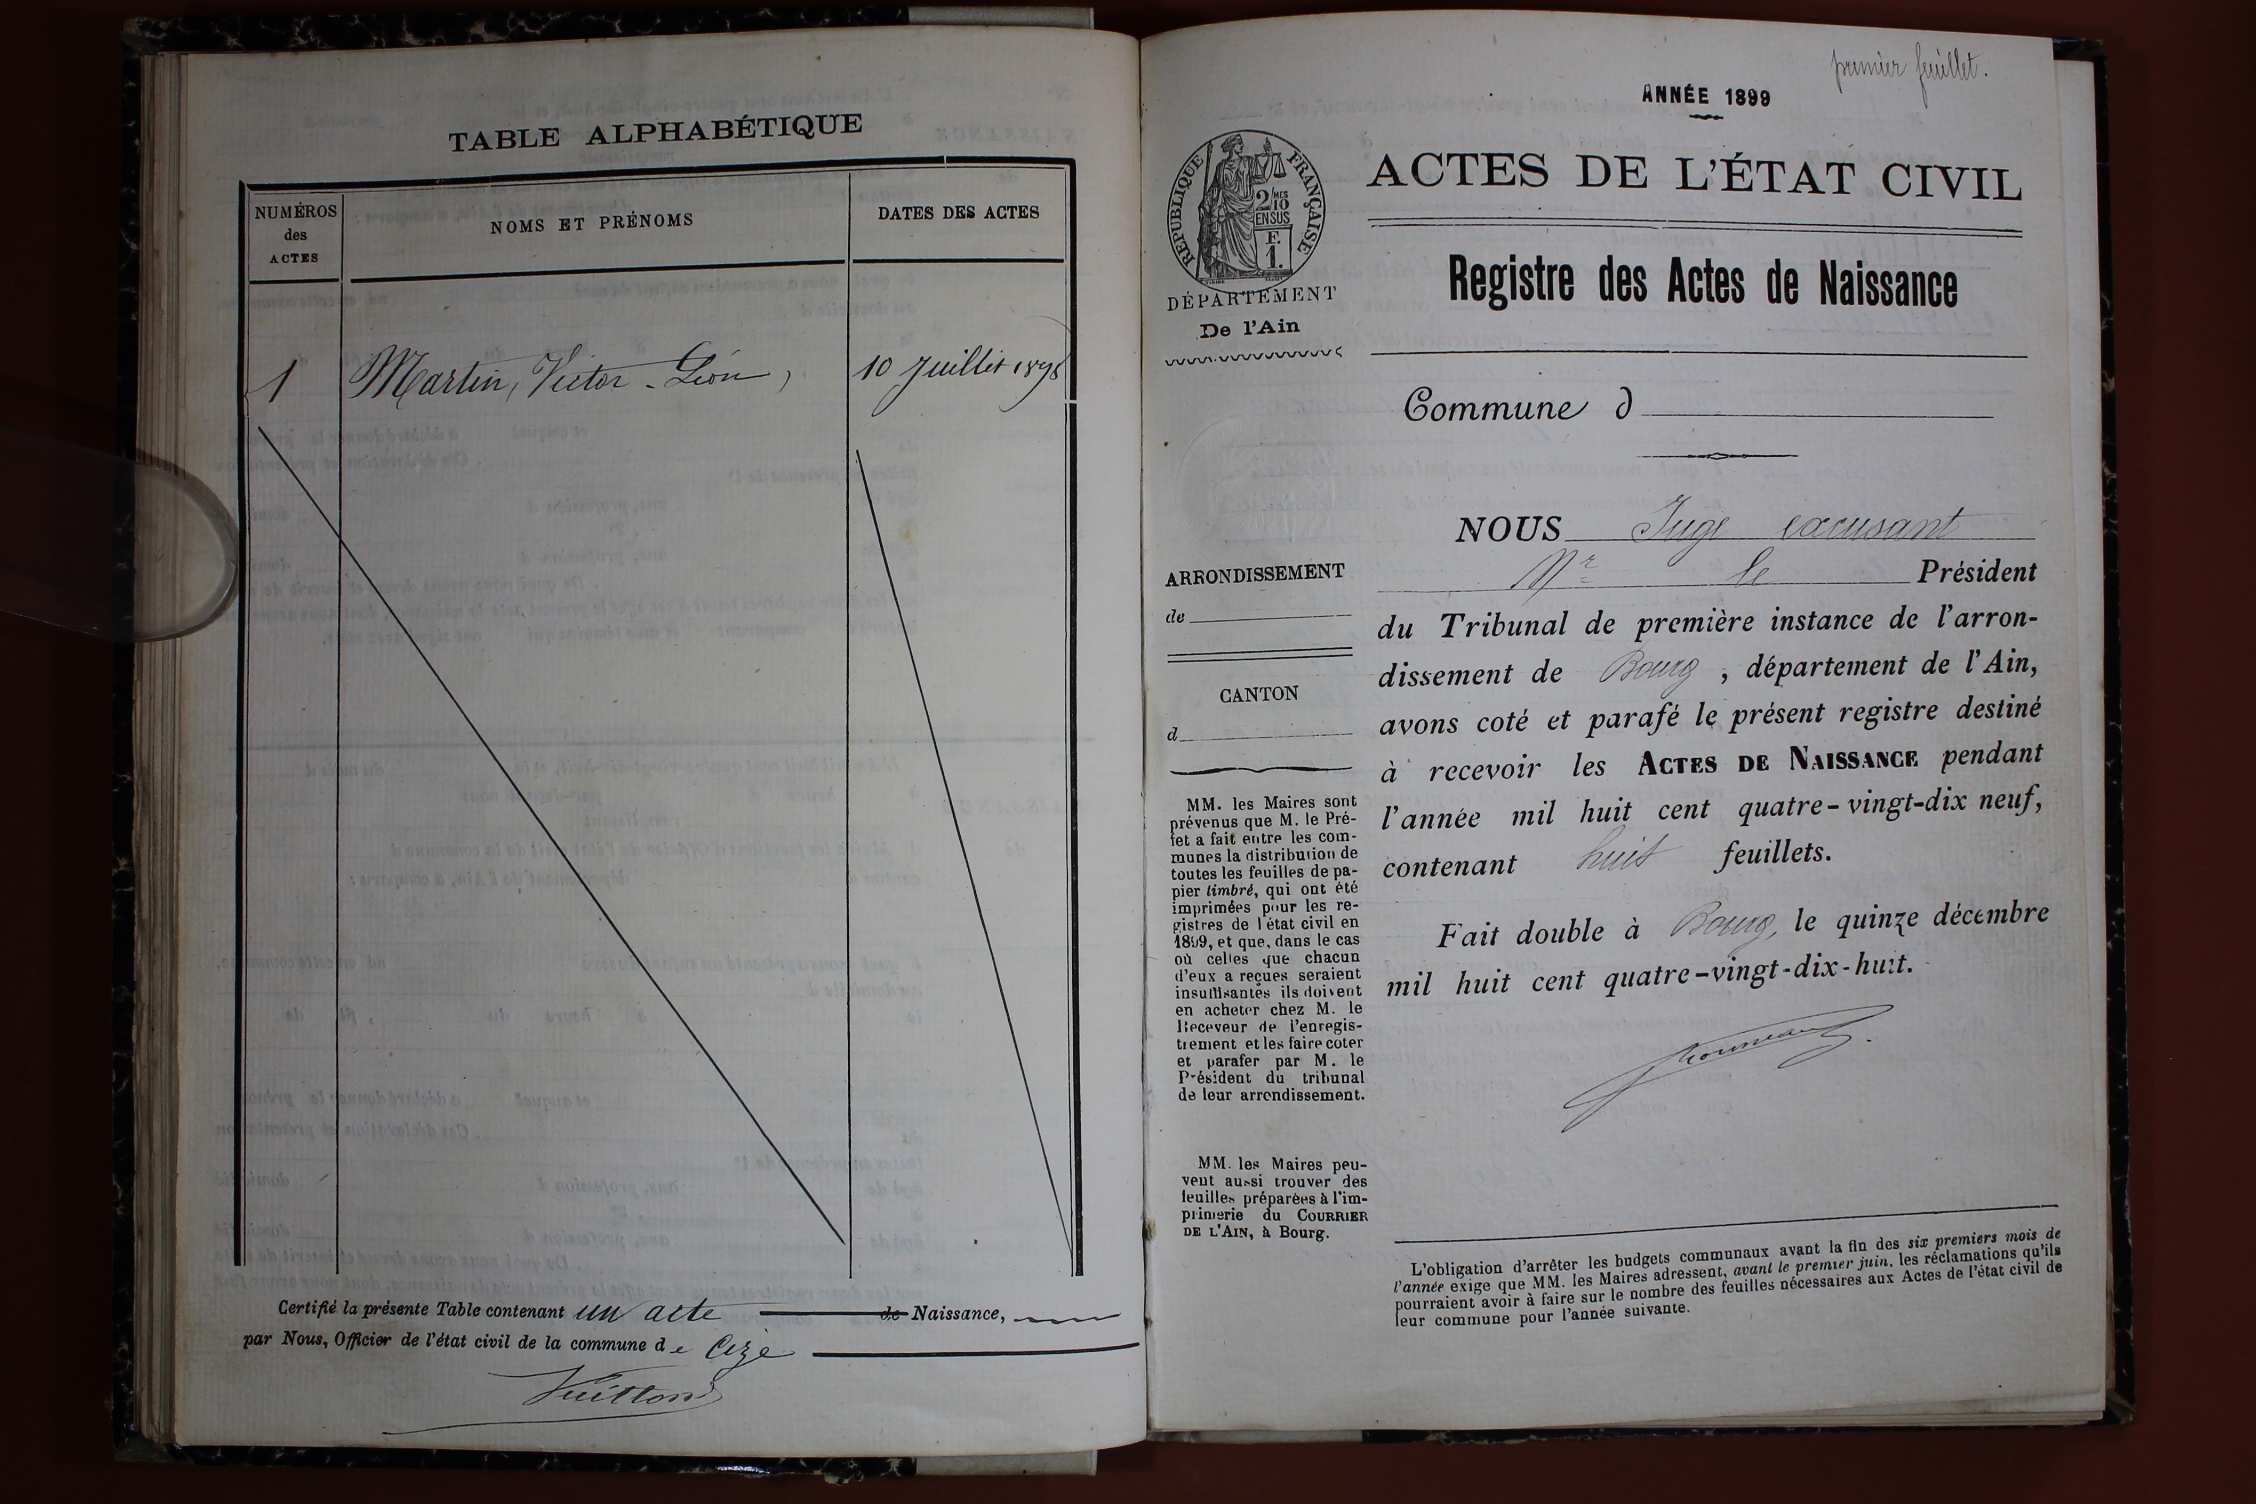 TABLE ALPHABÉTIQUE
NUMÉROS
des
ACTES
NOMS ET PRÉNOMS
DATES DES ACTES
1
Martin, Victor - Léon,
10 Juillet 1898
Certifié la présente Table contenant un acte de Naissance,
par Nous, Officier de l'état civil de la commune de Cize
Vuitton
premier feuillet.
ANNÉE 1899
RÉPUBLIQUE FRANÇAISE
2/10 MES
EN SUS
F.
1.
DÉPARTEMENT
De l'Ain
ACTES DE L'ÉTAT CIVIL
Registre des Actes de Naissance
Commune d
ARRONDISSEMENT
de
CANTON
d
MM. les Maires sont
prévenus que M. le Pré-
fet a fait entre les com-
munes la distribution de
toutes les feuilles de pa-
pier timbré, qui ont été
imprimées pour les re-
gistres de l'état civil en
1899, et que, dans le cas
où celles que chacun
d'eux a reçues seraient
insuffisantes ils doivent
en acheter chez M. le
Receveur de l'enregis-
trement et les faire coter
et parafer par M. le
Président du tribunal
de leur arrondissement.
MM. les Maires peu-
vent aussi trouver des
feuilles préparées à l'im-
primerie du COURRIER
DE L'AIN, à Bourg.
NOUS Juge excusant
Mr le Président
du Tribunal de première instance de l'arron-
dissement de Bourg, département de l'Ain,
avons coté et parafé le présent registre destiné
à recevoir les ACTES DE NAISSANCE pendant
l'année mil huit cent quatre-vingt-dix neuf,
contenant huit feuillets.
Fait double à Bourg, le quinze décembre
mil huit cent quatre-vingt-dix-huit.
L'obligation d'arrêter les budgets communaux avant la fin des six premiers mois de
l'année exige que MM. les Maires adressent, avant le premier juin, les réclamations qu'ils
pourraient avoir à faire sur le nombre des feuilles nécessaires aux Actes de l'état civil de
leur commune pour l'année suivante.